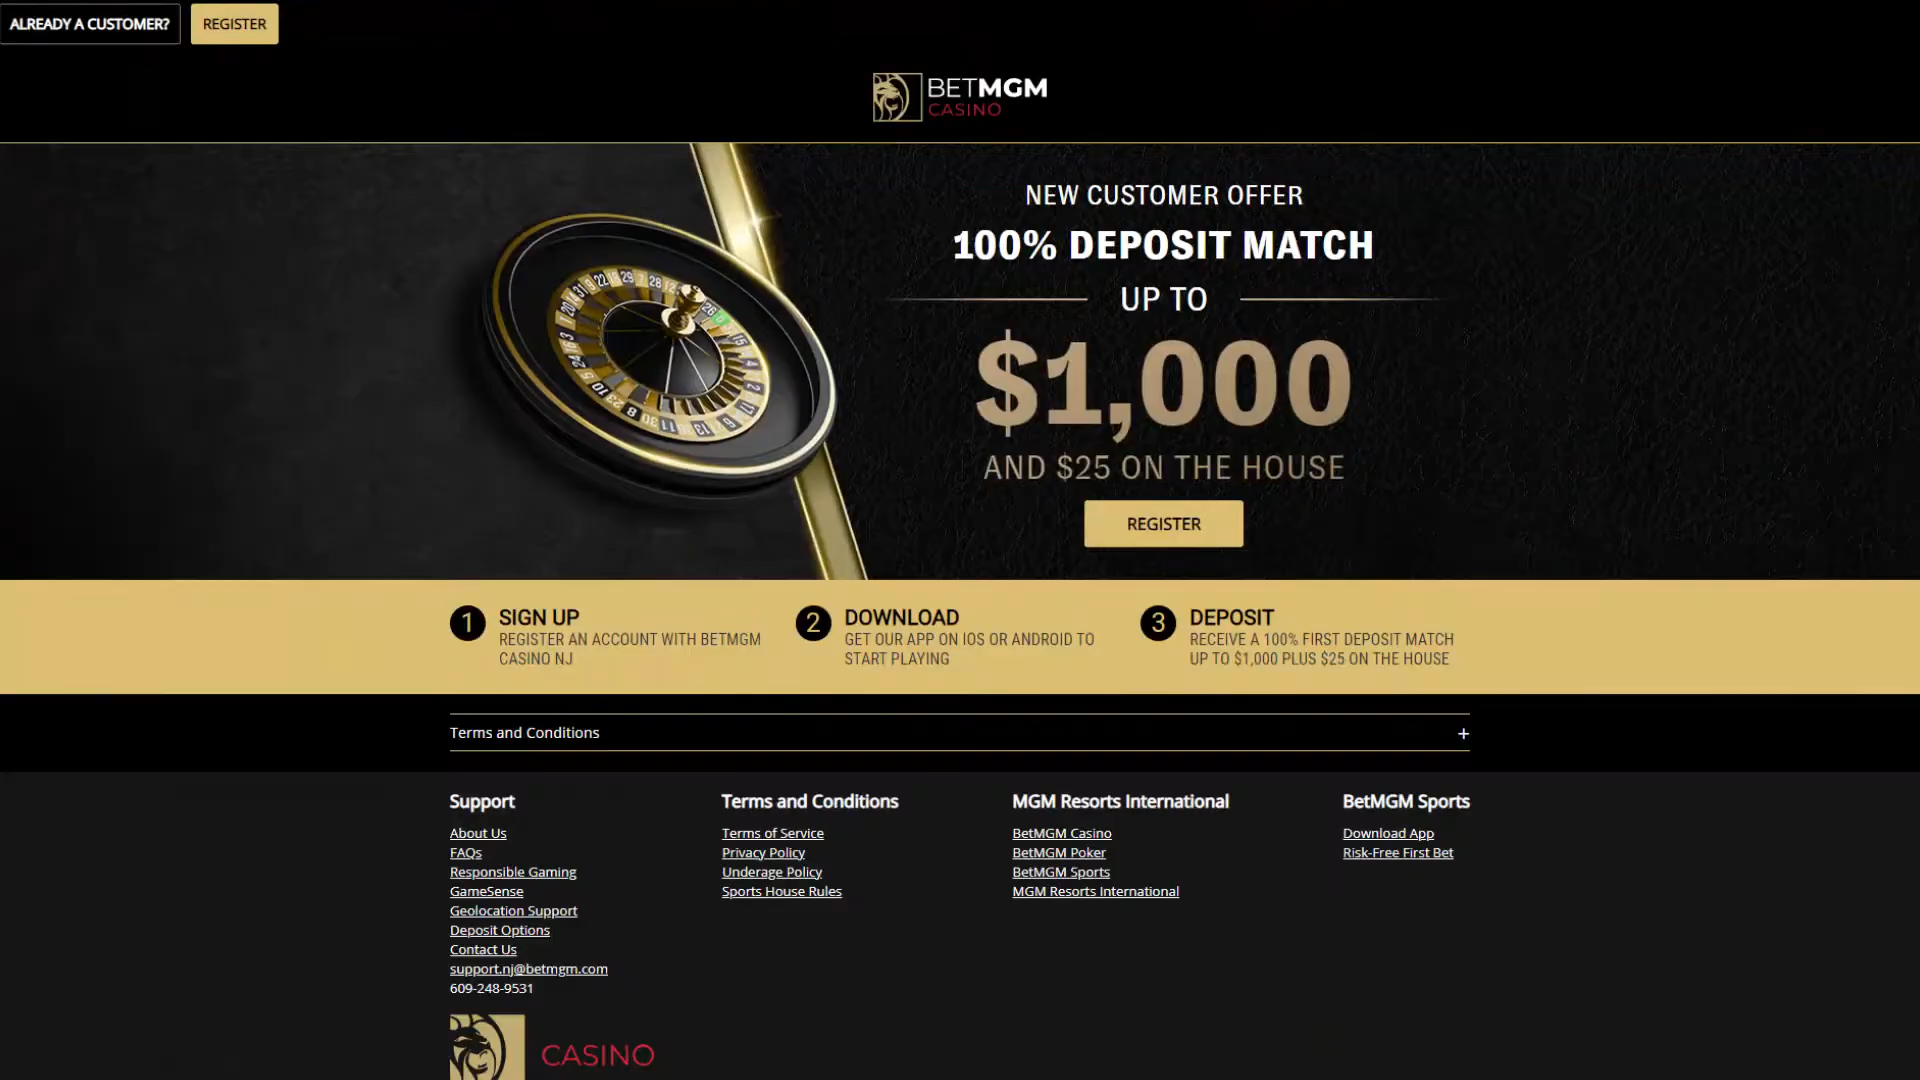 ALREADY A CUSTOMER?
REGISTER
BETMGM
CASINO
NEW CUSTOMER OFFER
100% DEPOSIT MATCH
UP TO
$1,000
AND $25 ON THE HOUSE
REGISTER
1
SIGN UP
REGISTER AN ACCOUNT WITH BETMGM
CASINO NJ
2
DOWNLOAD
GET OUR APP ON IOS OR ANDROID TO
START PLAYING
3
DEPOSIT
RECEIVE A 100% FIRST DEPOSIT MATCH
UP TO $1,000 PLUS $25 ON THE HOUSE
Terms and Conditions
+
Support
About Us
FAQs
Responsible Gaming
GameSense
Geolocation Support
Deposit Options
Contact Us
support.nj@betmgm.com
609-248-9531
Terms and Conditions
Terms of Service
Privacy Policy
Underage Policy
Sports House Rules
MGM Resorts International
BetMGM Casino
BetMGM Poker
BetMGM Sports
MGM Resorts International
BetMGM Sports
Download App
Risk-Free First Bet
CASINO